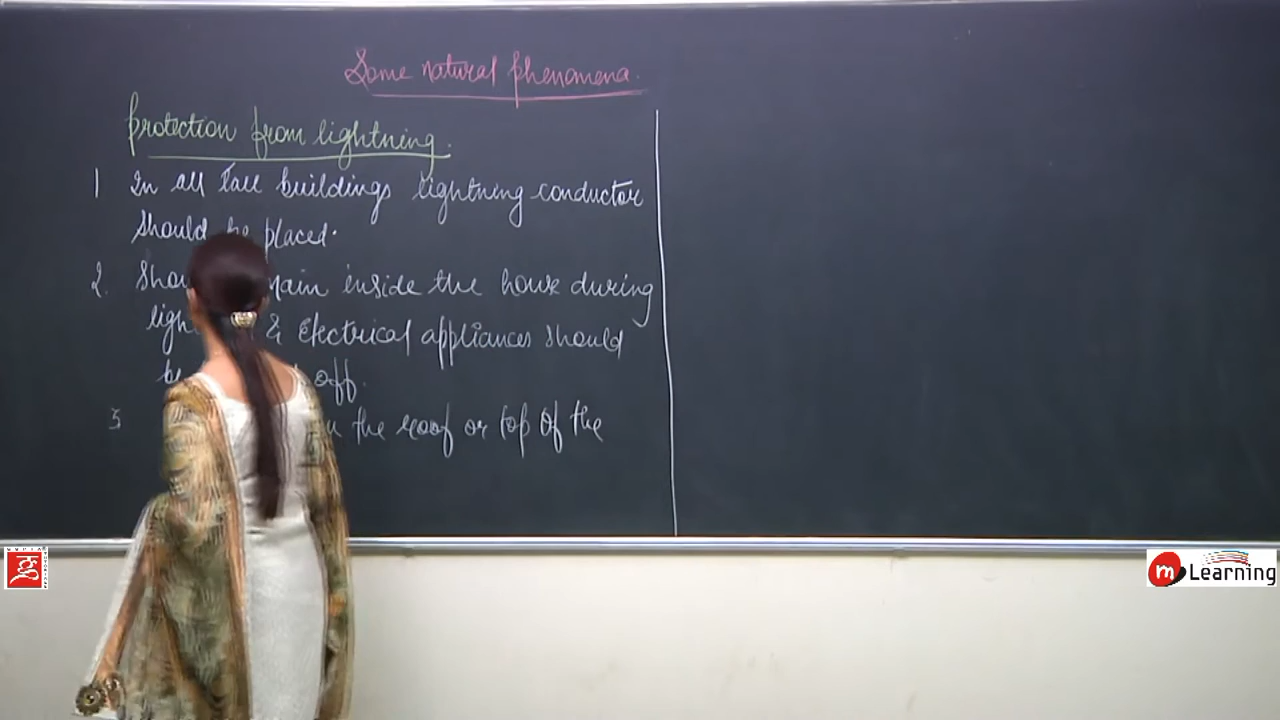 Some natural phenomena.
Protection from lightning.
1 In all tall buildings lightning conductor
should be placed.
2. inside the house during
& Electrical appliances should
be off.
3 the roof or top of the
m Learning